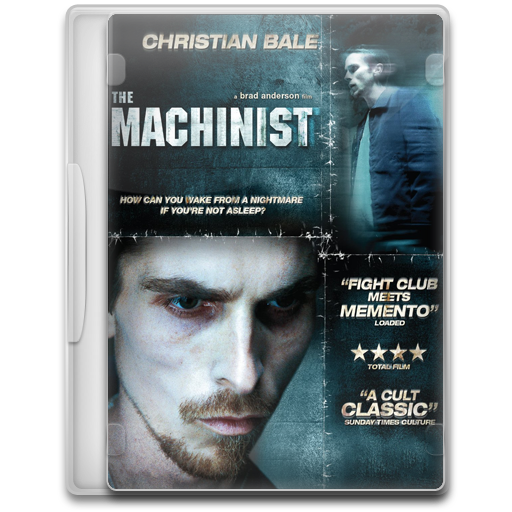 CHRISTIAN BALE
a brad anderson film
THE
MACHINIST
HOW CAN YOU WAKE FROM A NIGHTMARE
IF YOU'RE NOT ASLEEP?
"FIGHT CLUB
MEETS
MEMENTO"
LOADED
★★★★
TOTAL FILM
"A CULT
CLASSIC"
SUNDAY TIMES CULTURE